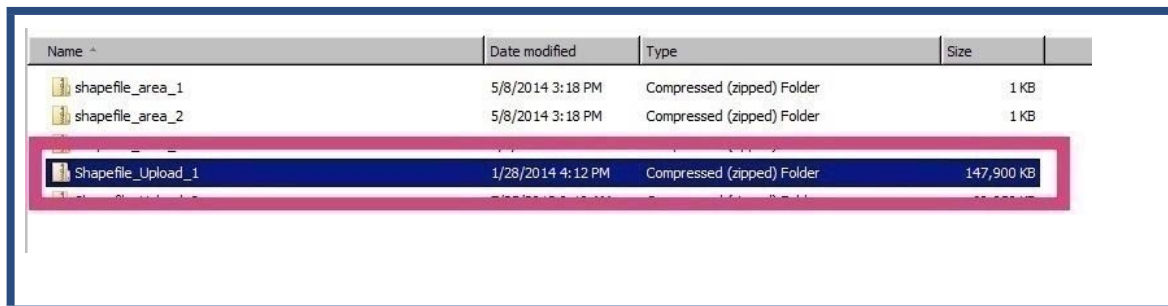 Name Date modified Type Size
shapefile_area_1 5/8/2014 3:18 PM Compressed (zipped) Folder 1 KB
shapefile_area_2 5/8/2014 3:18 PM Compressed (zipped) Folder 1 KB
Shapefile_Upload_1 1/28/2014 4:12 PM Compressed (zipped) Folder 147,900 KB